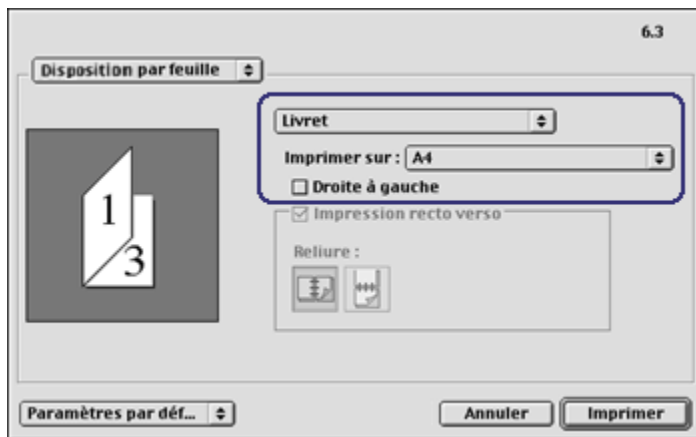 6.3
Disposition par feuille
Livret
Imprimer sur : A4
Droite à gauche
Impression recto verso
Reliure :
1
3
Paramètres par déf...
Annuler
Imprimer